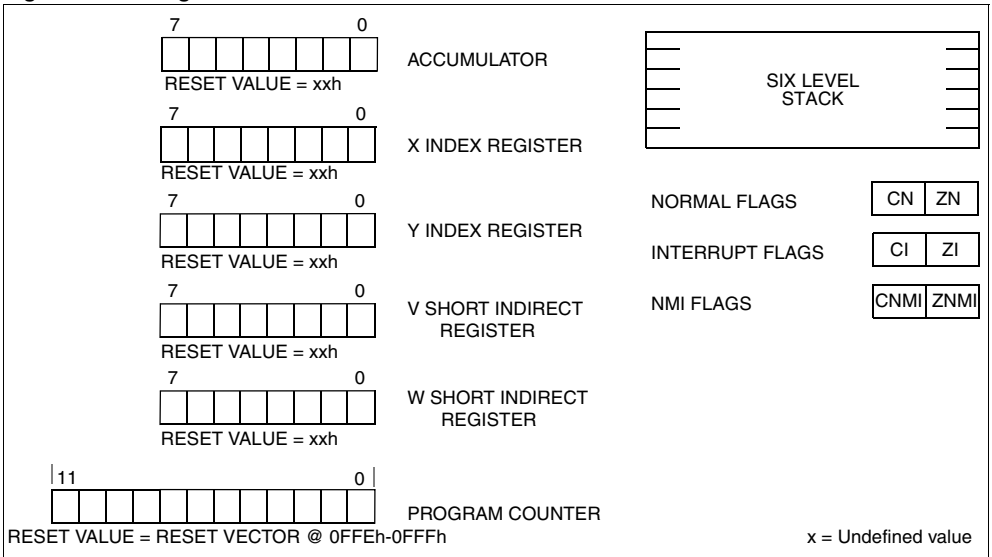 7 0
ACCUMULATOR
RESET VALUE = xxh
7 0
X INDEX REGISTER
RESET VALUE = xxh
7 0
Y INDEX REGISTER
RESET VALUE = xxh
7 0
V SHORT INDIRECT
REGISTER
RESET VALUE = xxh
7 0
W SHORT INDIRECT
REGISTER
RESET VALUE = xxh
11 0
PROGRAM COUNTER
RESET VALUE = RESET VECTOR @ 0FFEh-0FFFh
SIX LEVEL
STACK
NORMAL FLAGS CN ZN
INTERRUPT FLAGS CI ZI
NMI FLAGS CNMI ZNMI
x = Undefined value